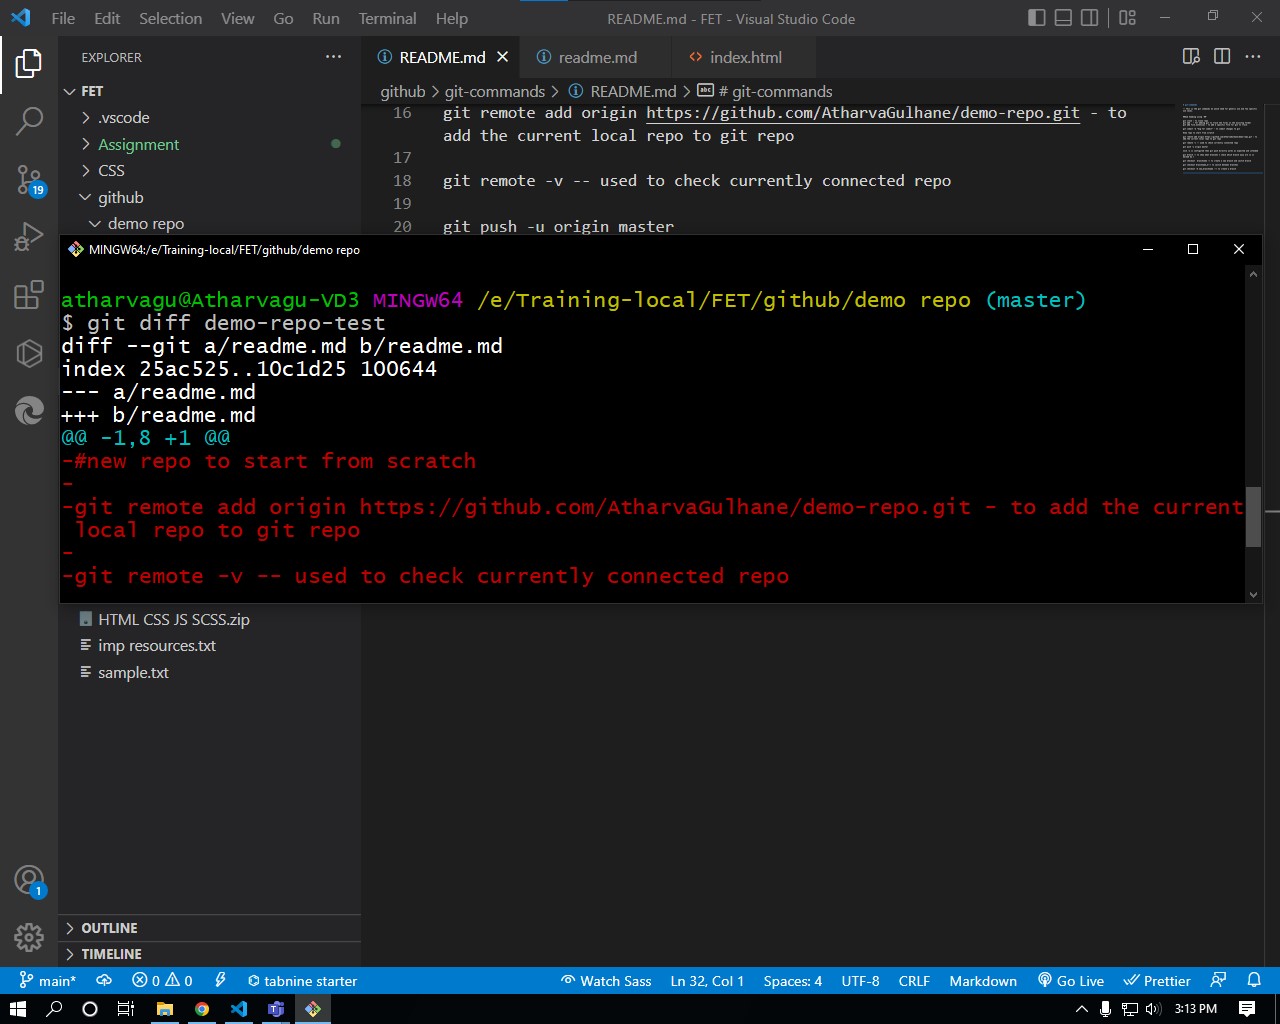 File Edit Selection View Go Run Terminal Help
README.md - FET - Visual Studio Code
EXPLORER
README.md
readme.md
index.html
FET
github > git-commands > README.md > # git-commands
.vscode
Assignment
CSS
github
demo repo
16 git remote add origin https://github.com/AtharvaGulhane/demo-repo.git - to
add the current local repo to git repo
17
18 git remote -v -- used to check currently connected repo
19
20 git push -u origin master
19
MINGW64:/e/Training-local/FET/github/demo repo
atharvagu@Atharvagu-VD3 MINGW64 /e/Training-local/FET/github/demo repo (master)
$ git diff demo-repo-test
diff --git a/readme.md b/readme.md
index 25ac525..10c1d25 100644
--- a/readme.md
+++ b/readme.md
@@ -1,8 +1 @@
-#new repo to start from scratch
-
-git remote add origin https://github.com/AtharvaGulhane/demo-repo.git - to add the current
local repo to git repo
-
-git remote -v -- used to check currently connected repo
HTML CSS JS SCSS.zip
imp resources.txt
sample.txt
1
OUTLINE
TIMELINE
main* 0 0 tabnine starter Watch Sass Ln 32, Col 1 Spaces: 4 UTF-8 CRLF Markdown Go Live Prettier
3:13 PM